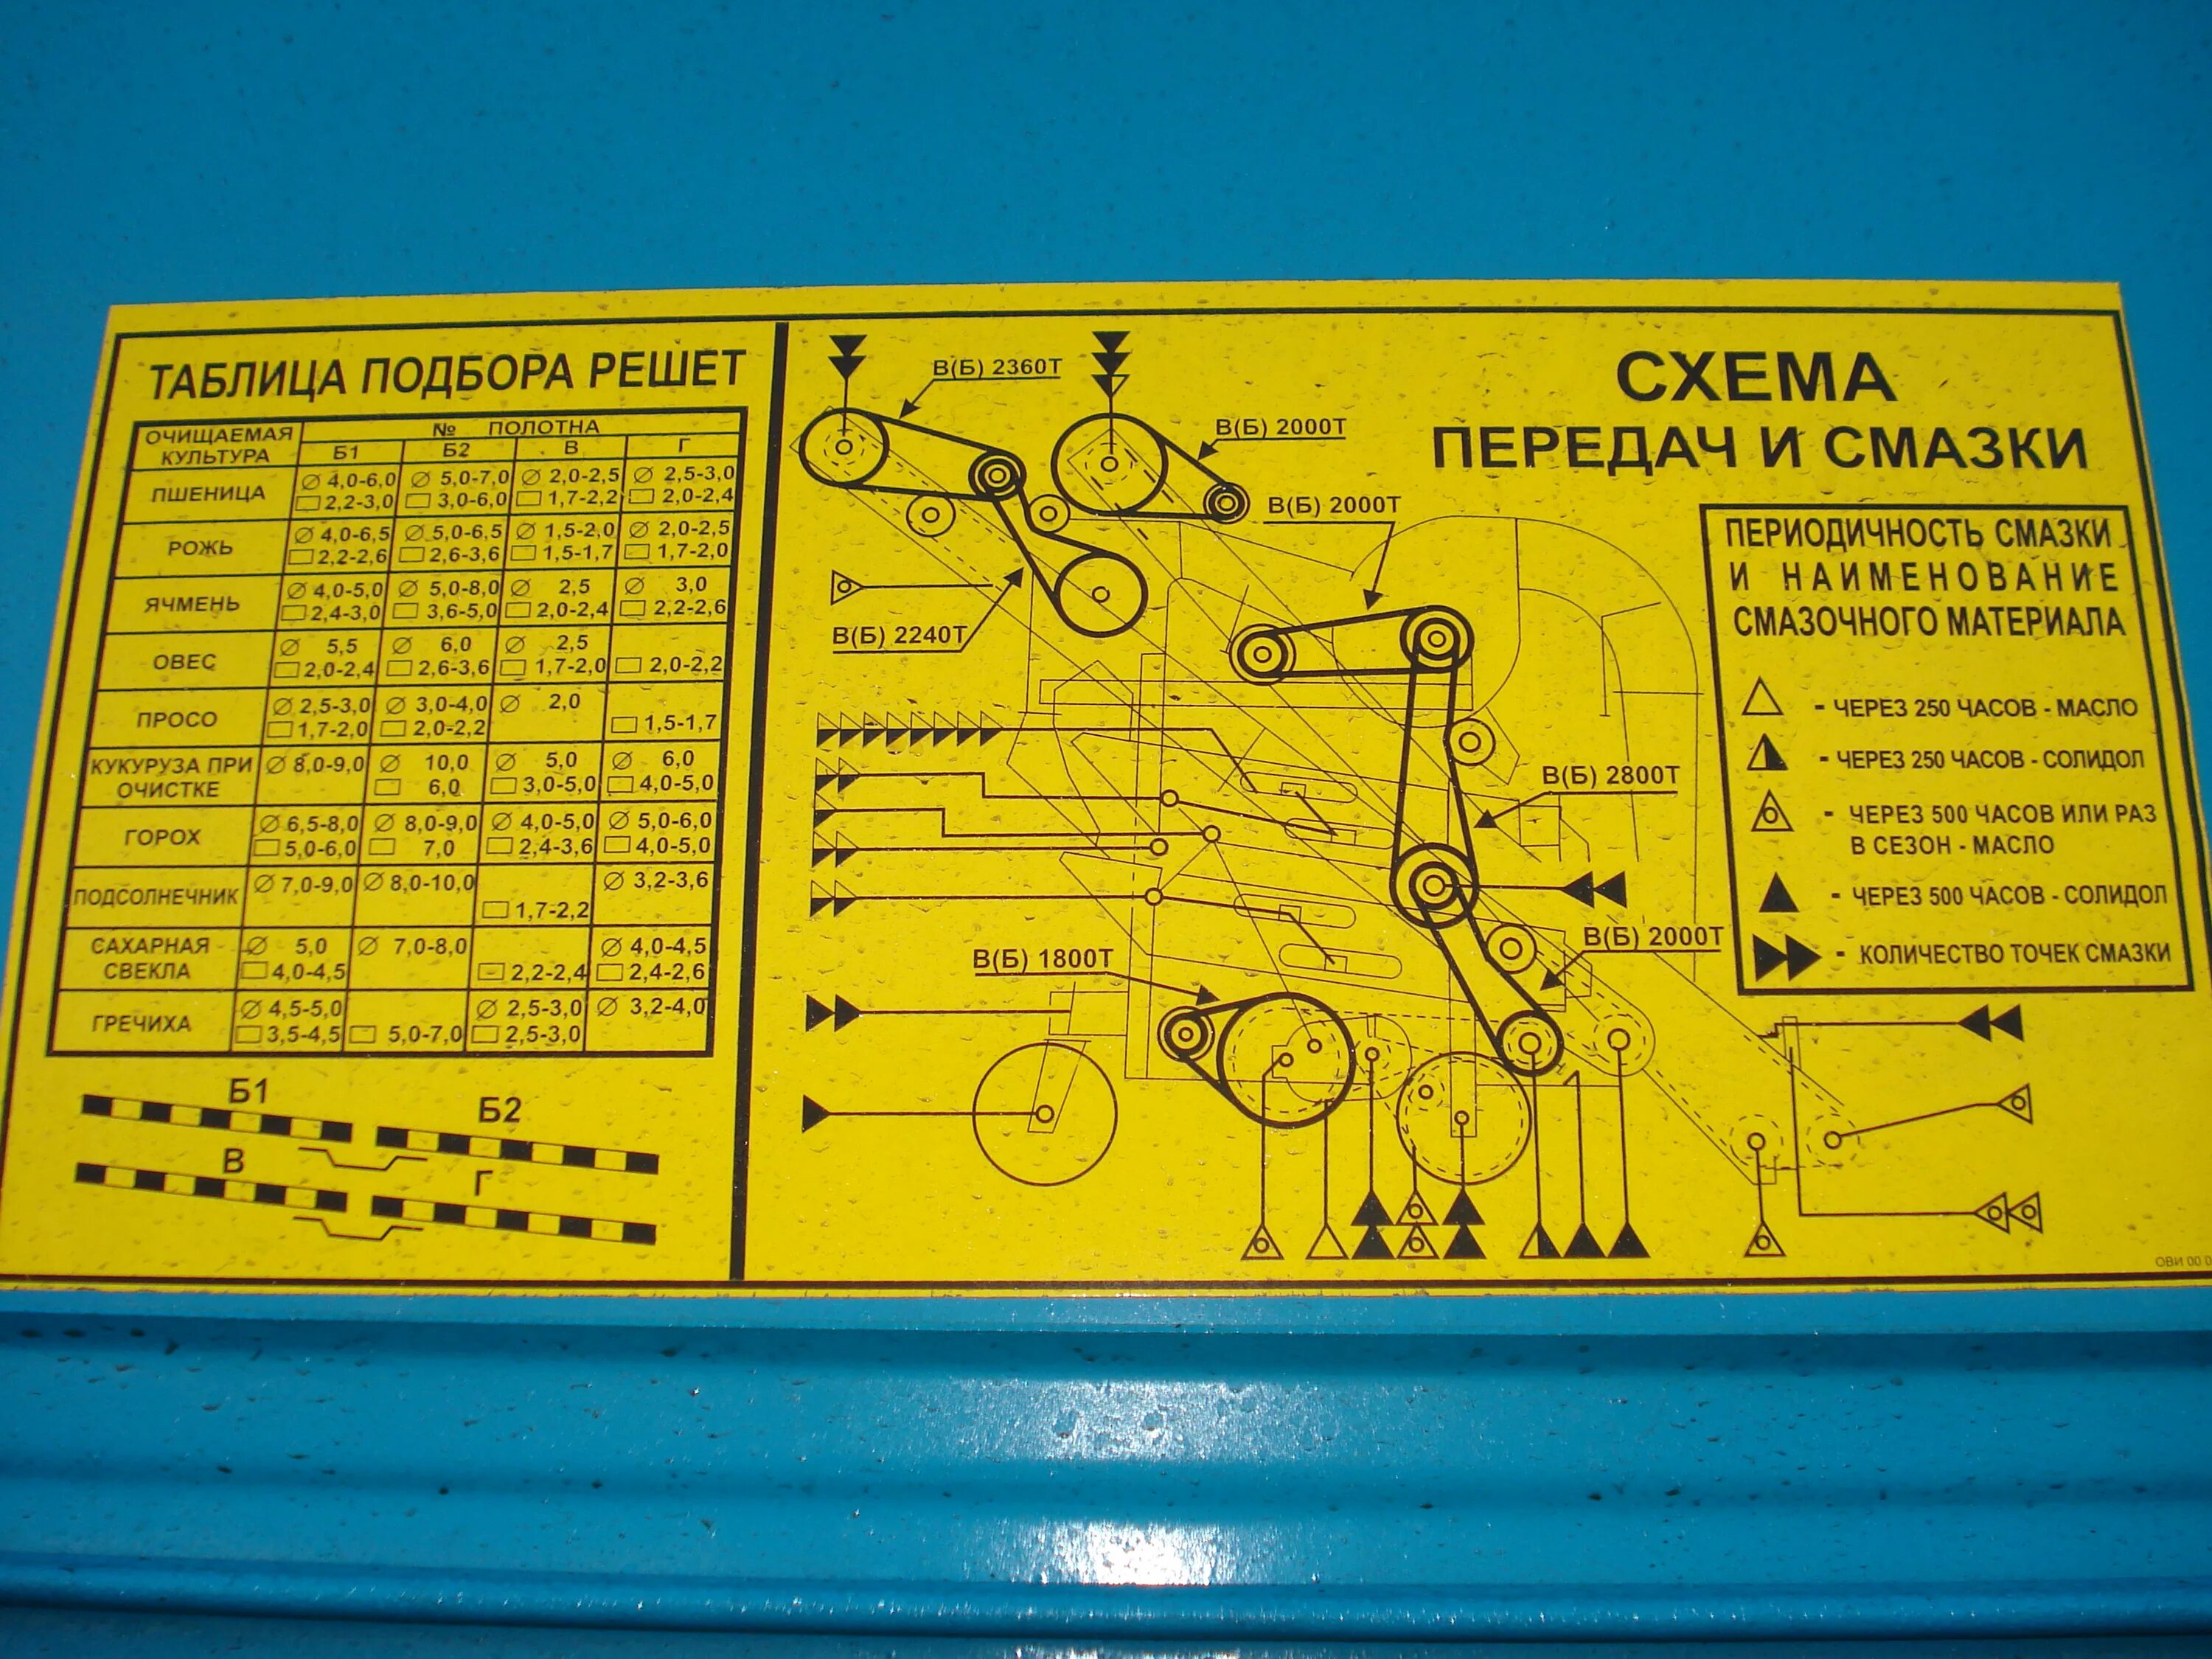 ТАБЛИЦА ПОДБОРА РЕШЕТ
ОЧИЩАЕМАЯ КУЛЬТУРА № ПОЛОТНА
Б1 Б2 В Г
ПШЕНИЦА ∅ 4,0-6,0 ∅ 5,0-7,0 ∅ 2,0-2,5 ∅ 2,5-3,0
□ 2,2-3,0 □ 3,0-6,0 □ 1,7-2,2 □ 2,0-2,4
РОЖЬ ∅ 4,0-6,5 ∅ 5,0-6,5 ∅ 1,5-2,0 ∅ 2,0-2,5
□ 2,2-2,6 □ 2,6-3,6 □ 1,5-1,7 □ 1,7-2,0
ЯЧМЕНЬ ∅ 4,0-5,0 ∅ 5,0-8,0 ∅ 2,5 ∅ 3,0
□ 2,4-3,0 □ 3,6-5,0 □ 2,0-2,4 □ 2,2-2,6
ОВЕС ∅ 5,5 ∅ 6,0 ∅ 2,5
□ 2,0-2,4 □ 2,6-3,6 □ 1,7-2,0 □ 2,0-2,2
ПРОСО ∅ 2,5-3,0 ∅ 3,0-4,0 ∅ 2,0
□ 1,7-2,0 □ 2,0-2,2 □ 1,5-1,7
КУКУРУЗА ПРИ ∅ 8,0-9,0 ∅ 10,0 ∅ 5,0 ∅ 6,0
ОЧИСТКЕ □ 6,0 □ 3,0-5,0 □ 4,0-5,0
ГОРОХ ∅ 6,5-8,0 ∅ 8,0-9,0 ∅ 4,0-5,0 ∅ 5,0-6,0
□ 5,0-6,0 □ 7,0 □ 2,4-3,6 □ 4,0-5,0
ПОДСОЛНЕЧНИК ∅ 7,0-9,0 ∅ 8,0-10,0 ∅ 3,2-3,6
□ 1,7-2,2
САХАРНАЯ ∅ 5,0 ∅ 7,0-8,0 ∅ 4,0-4,5
СВЕКЛА □ 4,0-4,5 □ 2,2-2,4 □ 2,4-2,6
ГРЕЧИХА ∅ 4,5-5,0 ∅ 2,5-3,0 ∅ 3,2-4,0
□ 3,5-4,5 □ 5,0-7,0 □ 2,5-3,0
Б1
Б2
В
Г
СХЕМА
ПЕРЕДАЧ И СМАЗКИ
В(Б) 2360Т
В(Б) 2000Т
В(Б) 2000Т
В(Б) 2240Т
В(Б) 2800Т
В(Б) 2000Т
В(Б) 1800Т
ПЕРИОДИЧНОСТЬ СМАЗКИ
И НАИМЕНОВАНИЕ
СМАЗОЧНОГО МАТЕРИАЛА
- ЧЕРЕЗ 250 ЧАСОВ - МАСЛО
- ЧЕРЕЗ 250 ЧАСОВ - СОЛИДОЛ
- ЧЕРЕЗ 500 ЧАСОВ ИЛИ РАЗ
В СЕЗОН - МАСЛО
- ЧЕРЕЗ 500 ЧАСОВ - СОЛИДОЛ
- КОЛИЧЕСТВО ТОЧЕК СМАЗКИ
ОВИ 00 0